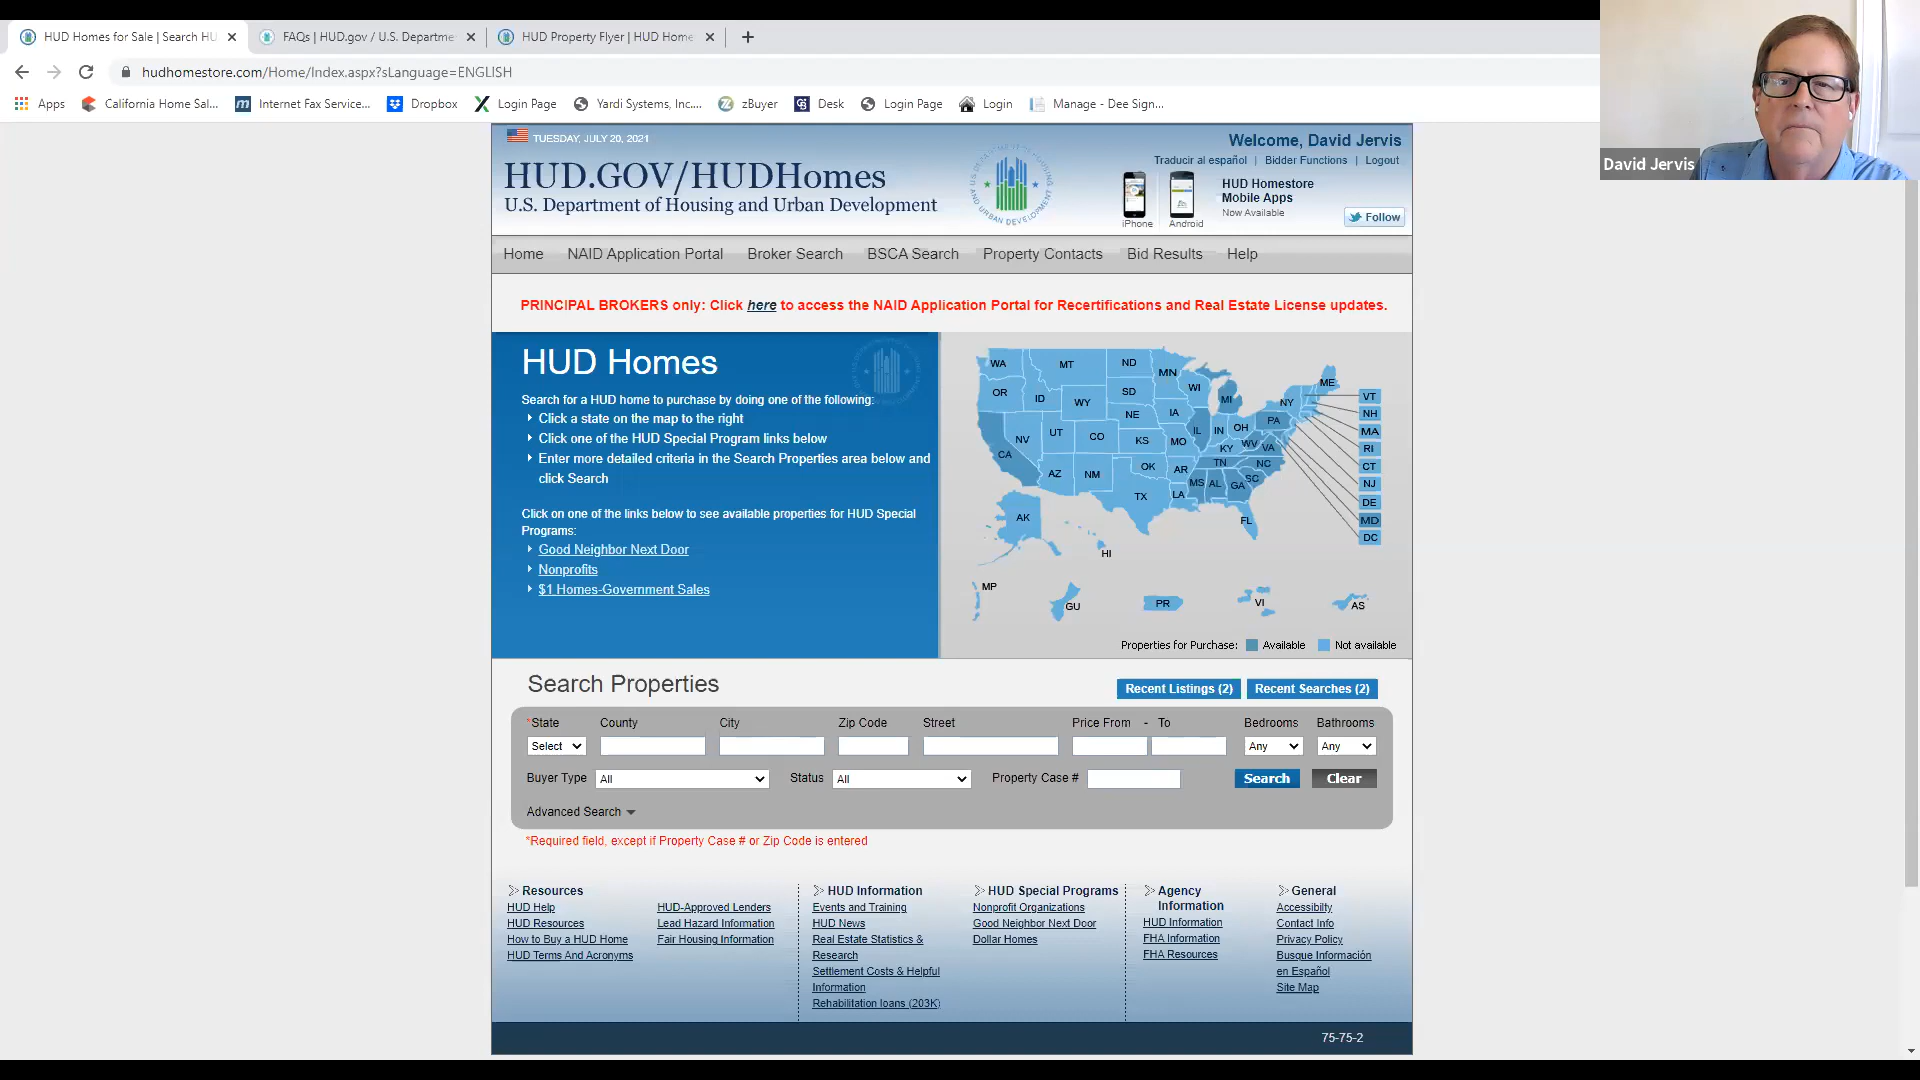 HUD Homes for Sale | Search HU
FAQs | HUD.gov / U.S. Departme
HUD Property Flyer | HUD Home
hudhomestore.com/Home/Index.aspx?sLanguage=ENGLISH
Apps
California Home Sal...
Internet Fax Service...
Dropbox
Login Page
Yardi Systems, Inc....
zBuyer
Desk
Login Page
Login
Manage - Dee Sign...
David Jervis
TUESDAY, JULY 20, 2021
Welcome, David Jervis
Traducir al español | Bidder Functions | Logout
HUD.GOV/HUDHomes
U.S. Department of Housing and Urban Development
HUD Homestore
Mobile Apps
Now Available
iPhone
Android
Follow
Home
NAID Application Portal
Broker Search
BSCA Search
Property Contacts
Bid Results
Help
PRINCIPAL BROKERS only: Click here to access the NAID Application Portal for Recertifications and Real Estate License updates.
HUD Homes
Search for a HUD home to purchase by doing one of the following:
Click a state on the map to the right
Click one of the HUD Special Program links below
Enter more detailed criteria in the Search Properties area below and
click Search
Click on one of the links below to see available properties for HUD Special
Programs:
Good Neighbor Next Door
Nonprofits
$1 Homes-Government Sales
WA
MT
ND
MN
ME
OR
ID
WY
SD
WI
MI
NY
VT
NH
NV
UT
CO
NE
IA
IL
IN
OH
PA
MA
CA
KS
MO
KY
WV
VA
RI
AZ
NM
OK
AR
TN
NC
CT
TX
LA
MS
AL
GA
SC
NJ
AK
HI
FL
DE
MD
DC
MP
GU
PR
VI
AS
Properties for Purchase:
Available
Not available
Search Properties
Recent Listings (2)
Recent Searches (2)
*State
County
City
Zip Code
Street
Price From - To
Bedrooms
Bathrooms
Select
Any
Any
Buyer Type
All
Status
All
Property Case #
Search
Clear
Advanced Search
*Required field, except if Property Case # or Zip Code is entered
Resources
HUD Help
HUD Resources
How to Buy a HUD Home
HUD Terms And Acronyms
HUD-Approved Lenders
Lead Hazard Information
Fair Housing Information
HUD Information
Events and Training
HUD News
Real Estate Statistics &
Research
Settlement Costs & Helpful
Information
Rehabilitation loans (203K)
HUD Special Programs
Nonprofit Organizations
Good Neighbor Next Door
Dollar Homes
Agency
Information
HUD Information
FHA Information
FHA Resources
General
Accessibilty
Contact Info
Privacy Policy
Busque Información
en Español
Site Map
75-75-2